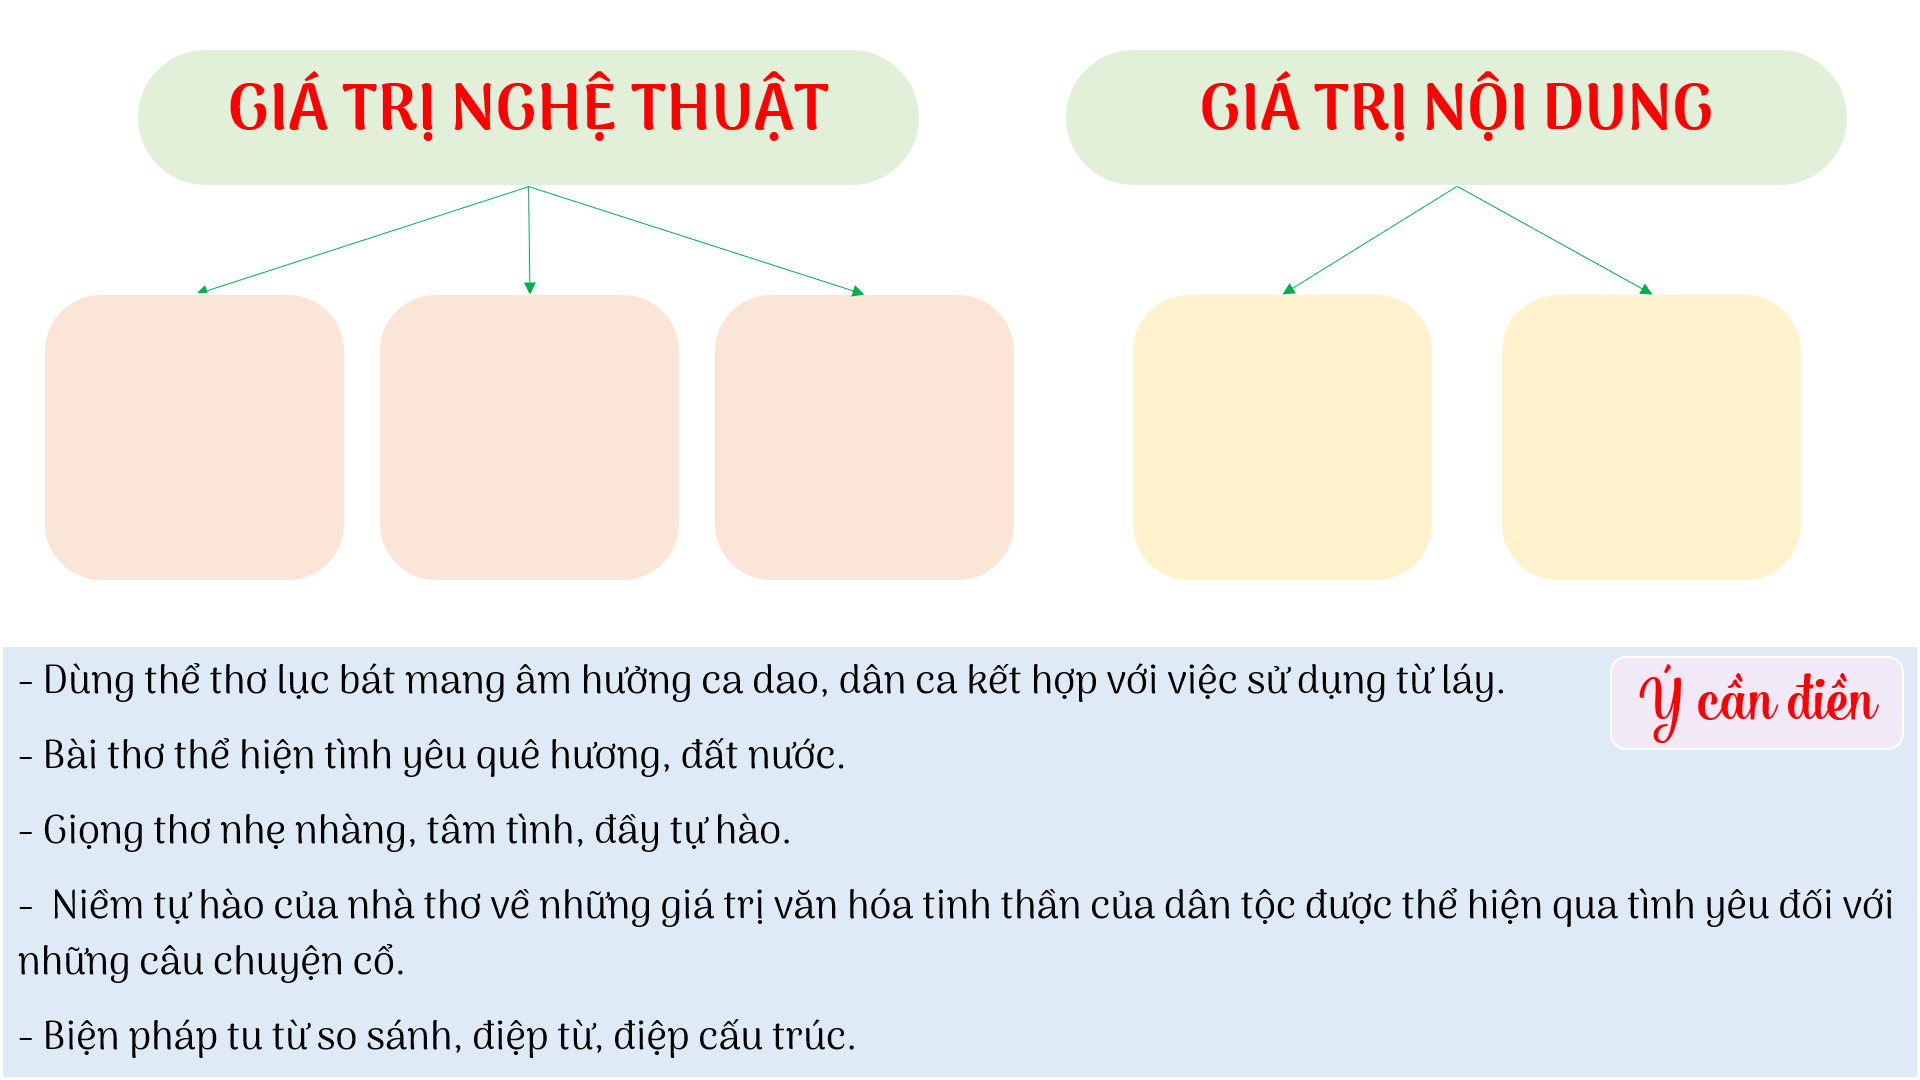 GIÁ TRỊ NGHỆ THUẬT
GIÁ TRỊ NỘI DUNG
Ý cần điền
- Dùng thể thơ lục bát mang âm hưởng ca dao, dân ca kết hợp với việc sử dụng từ láy.
- Bài thơ thể hiện tình yêu quê hương, đất nước.
- Giọng thơ nhẹ nhàng, tâm tình, đầy tự hào.
- Niềm tự hào của nhà thơ về những giá trị văn hóa tinh thần của dân tộc được thể hiện qua tình yêu đối với
những câu chuyện cổ.
- Biện pháp tu từ so sánh, điệp từ, điệp cấu trúc.